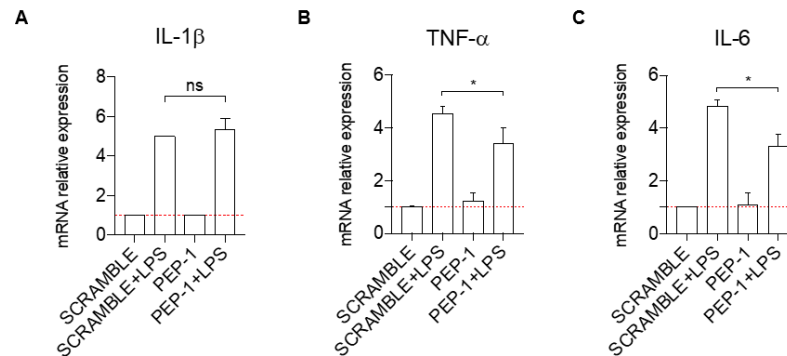 A
IL-1β
mRNA relative expression
8
6
4
2
0
ns
SCRAMBLE
SCRAMBLE+LPS
PEP-1
PEP-1+LPS
B
TNF-α
mRNA relative expression
6
4
2
0
*
SCRAMBLE
SCRAMBLE+LPS
PEP-1
PEP-1+LPS
C
IL-6
mRNA relative expression
6
4
2
0
*
SCRAMBLE
SCRAMBLE+LPS
PEP-1
PEP-1+LPS